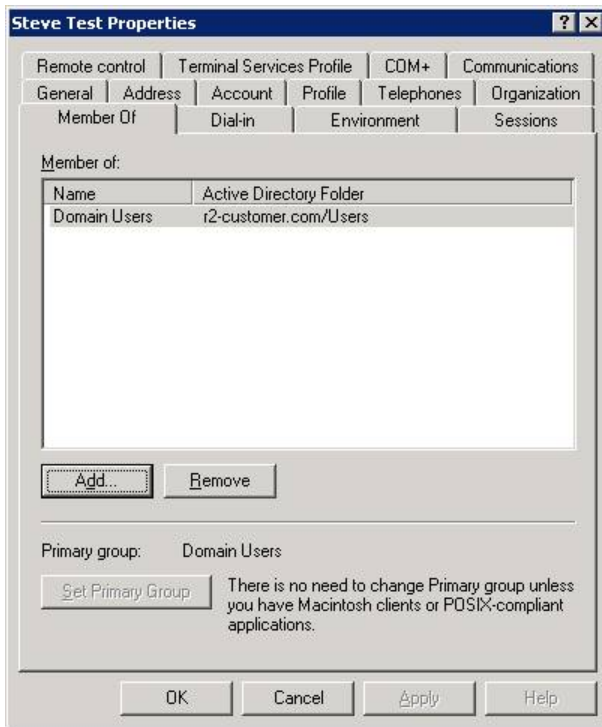 Steve Test Properties
Remote control Terminal Services Profile COM+ Communications
General Address Account Profile Telephones Organization
Member Of Dial-in Environment Sessions
Member of:
Name Active Directory Folder
Domain Users r2-customer.com/Users
Add... Remove
Primary group: Domain Users
Set Primary Group
There is no need to change Primary group unless
you have Macintosh clients or POSIX-compliant
applications.
OK Cancel Apply Help